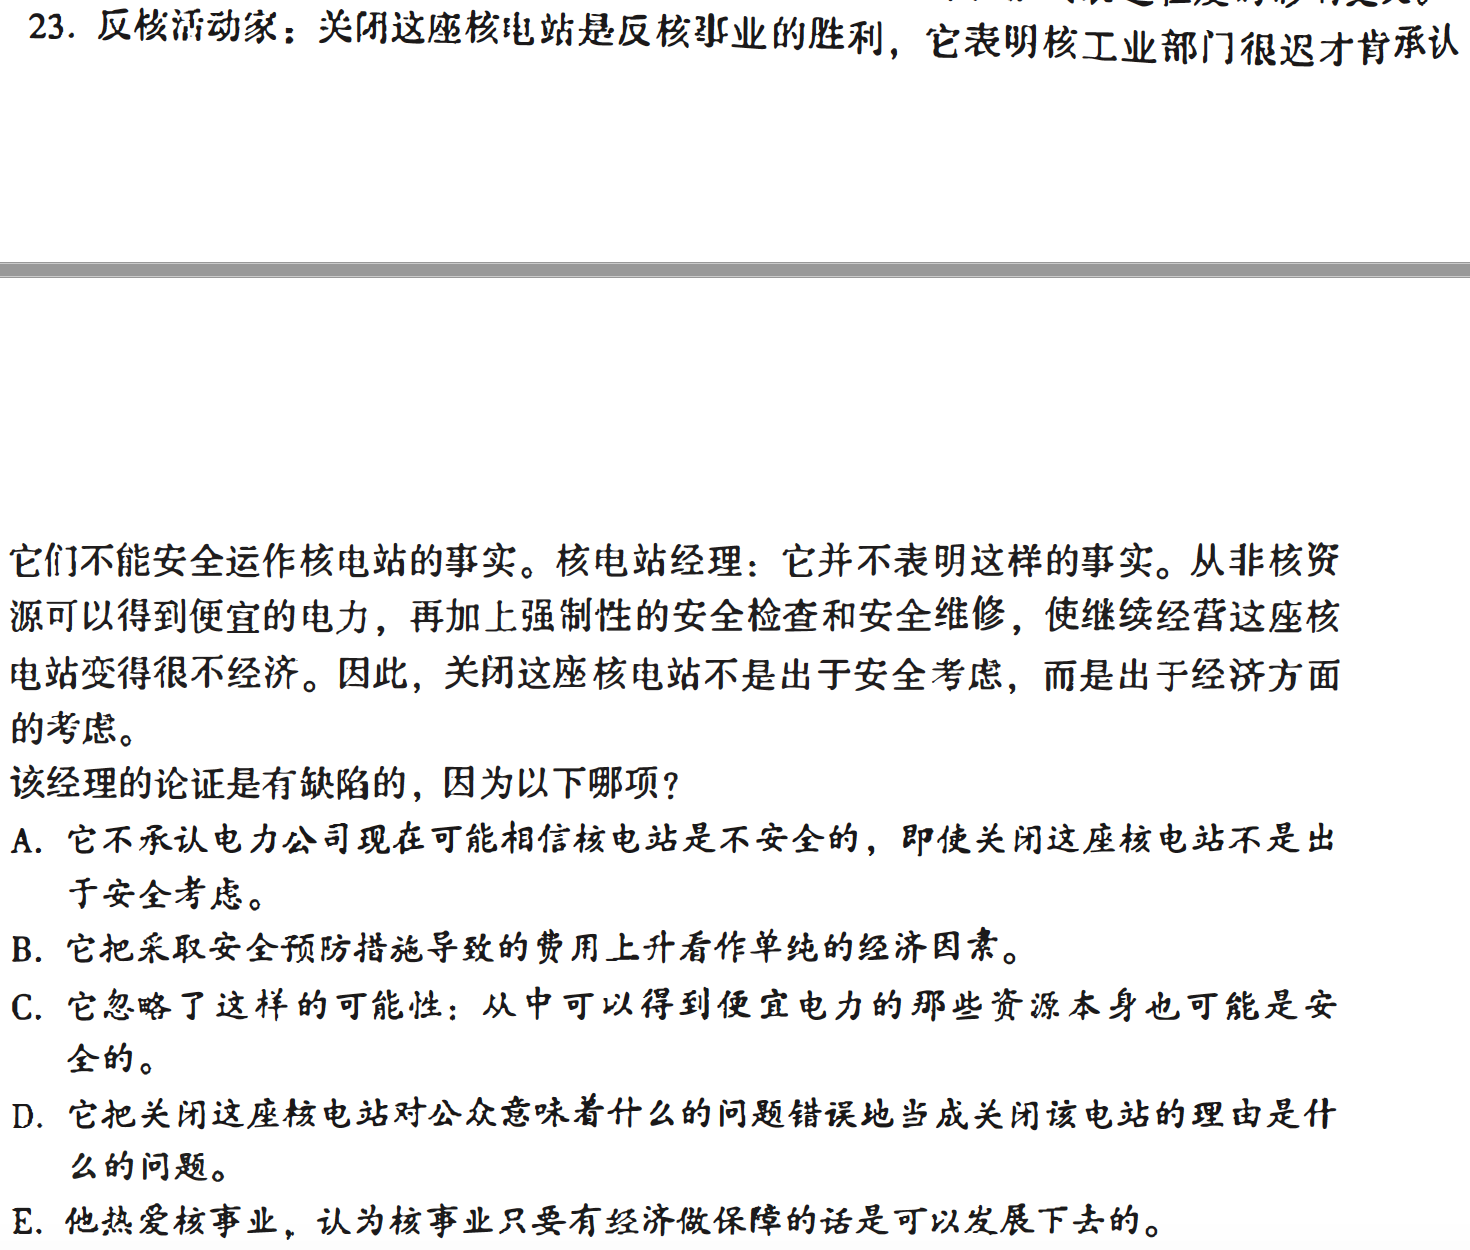 23. 反核活动家：关闭这座核电站是反核事业的胜利，它表明核工业部门很迟才肯承认
它们不能安全运作核电站的事实。核电站经理：它并不表明这样的事实。从非核资
源可以得到便宜的电力，再加上强制性的安全检查和安全维修，使继续经营这座核
电站变得很不经济。因此，关闭这座核电站不是出于安全考虑，而是出于经济方面
的考虑。
该经理的论证是有缺陷的，因为以下哪项?
A. 它不承认电力公司现在可能相信核电站是不安全的，即使关闭这座核电站不是出
于安全考虑。
B. 它把采取安全预防措施导致的费用上升看作单纯的经济因素。
C. 它忽略了这样的可能性：从中可以得到便宜电力的那些资源本身也可能是安
全的。
D. 它把关闭这座核电站对公众意味着什么的问题错误地当成关闭该电站的理由是什
么的问题。
E. 他热爱核事业，认为核事业只要有经济做保障的话是可以发展下去的。